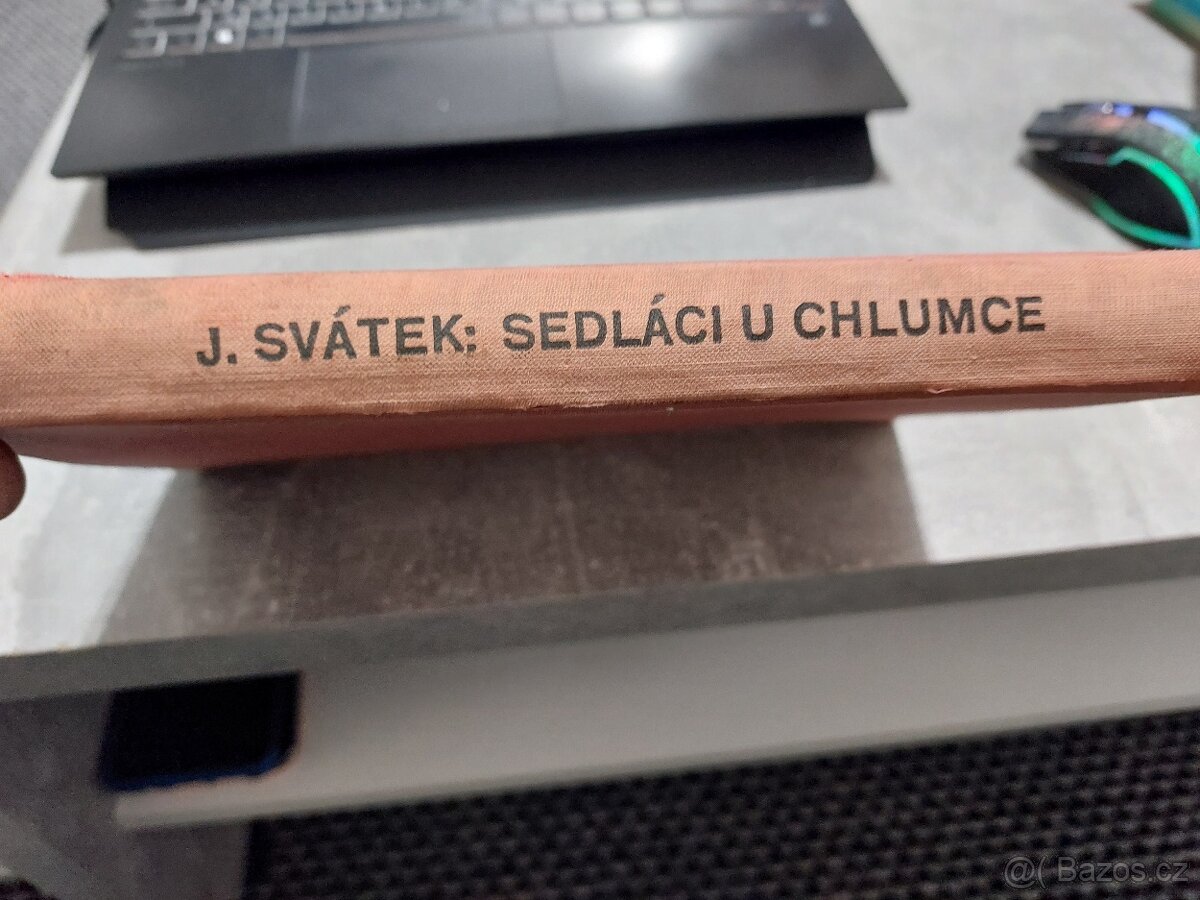 J. SVÁTEK: SEDLÁCI U CHLUMCE
@( Bazos.cz